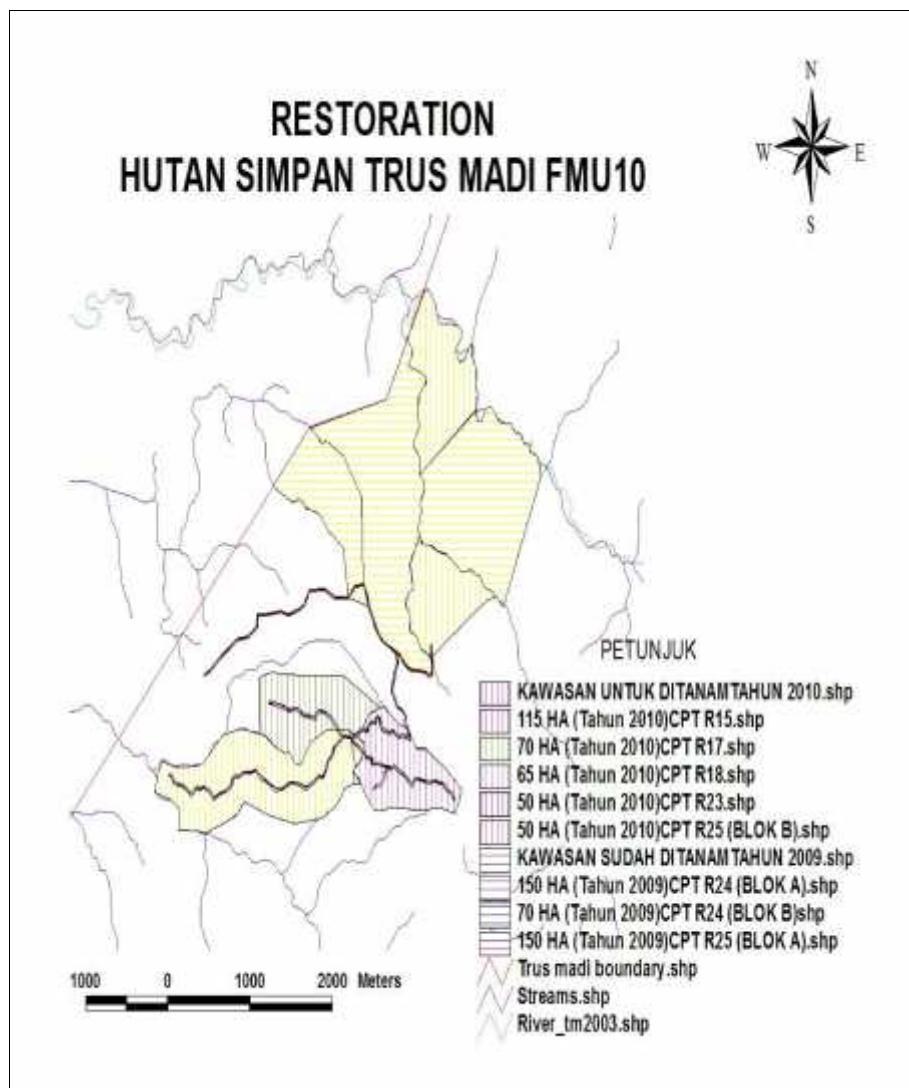 RESTORATION
HUTAN SIMPAN TRUS MADI FMU10
N
W E
S
PETUNJUK
KAWASAN UNTUK DITANAMTAHUN 2010.shp
115 HA (Tahun 2010)CPT R15.shp
70 HA (Tahun 2010)CPT R17.shp
65 HA (Tahun 2010)CPT R18.shp
50 HA (Tahun 2010)CPT R23.shp
50 HA (Tahun 2010)CPT R25 (BLOK B).shp
KAWASAN SUDAH DITANAMTAHUN 2009.shp
150 HA (Tahun 2009)CPT R24 (BLOK A).shp
70 HA (Tahun 2009)CPT R24 (BLOK B)shp
150 HA (Tahun 2009)CPT R25 (BLOK A).shp
Trus madi boundary.shp
Streams.shp
River_tm2003.shp
1000 0 1000 2000 Meters